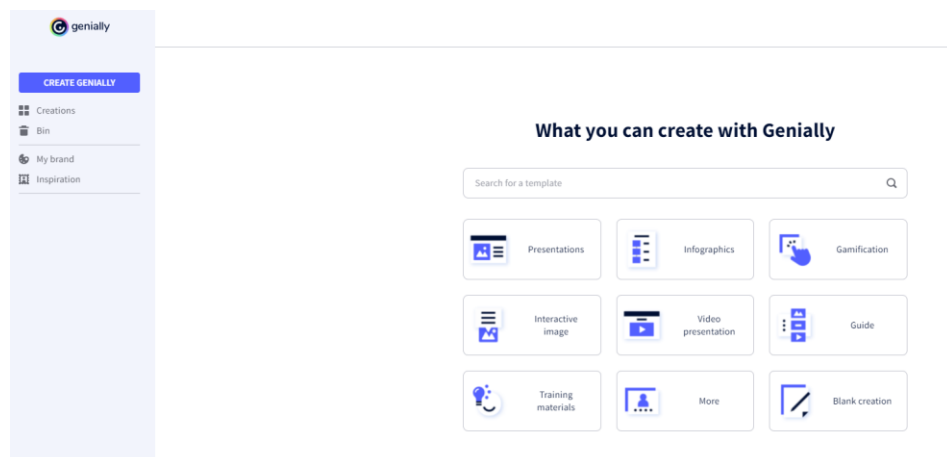 genially
CREATE GENIALLY
Creations
Bin
My brand
Inspiration
What you can create with Genially
Search for a template
Presentations
Infographics
Gamification
Interactive
image
Video
presentation
Guide
Training
materials
More
Blank creation